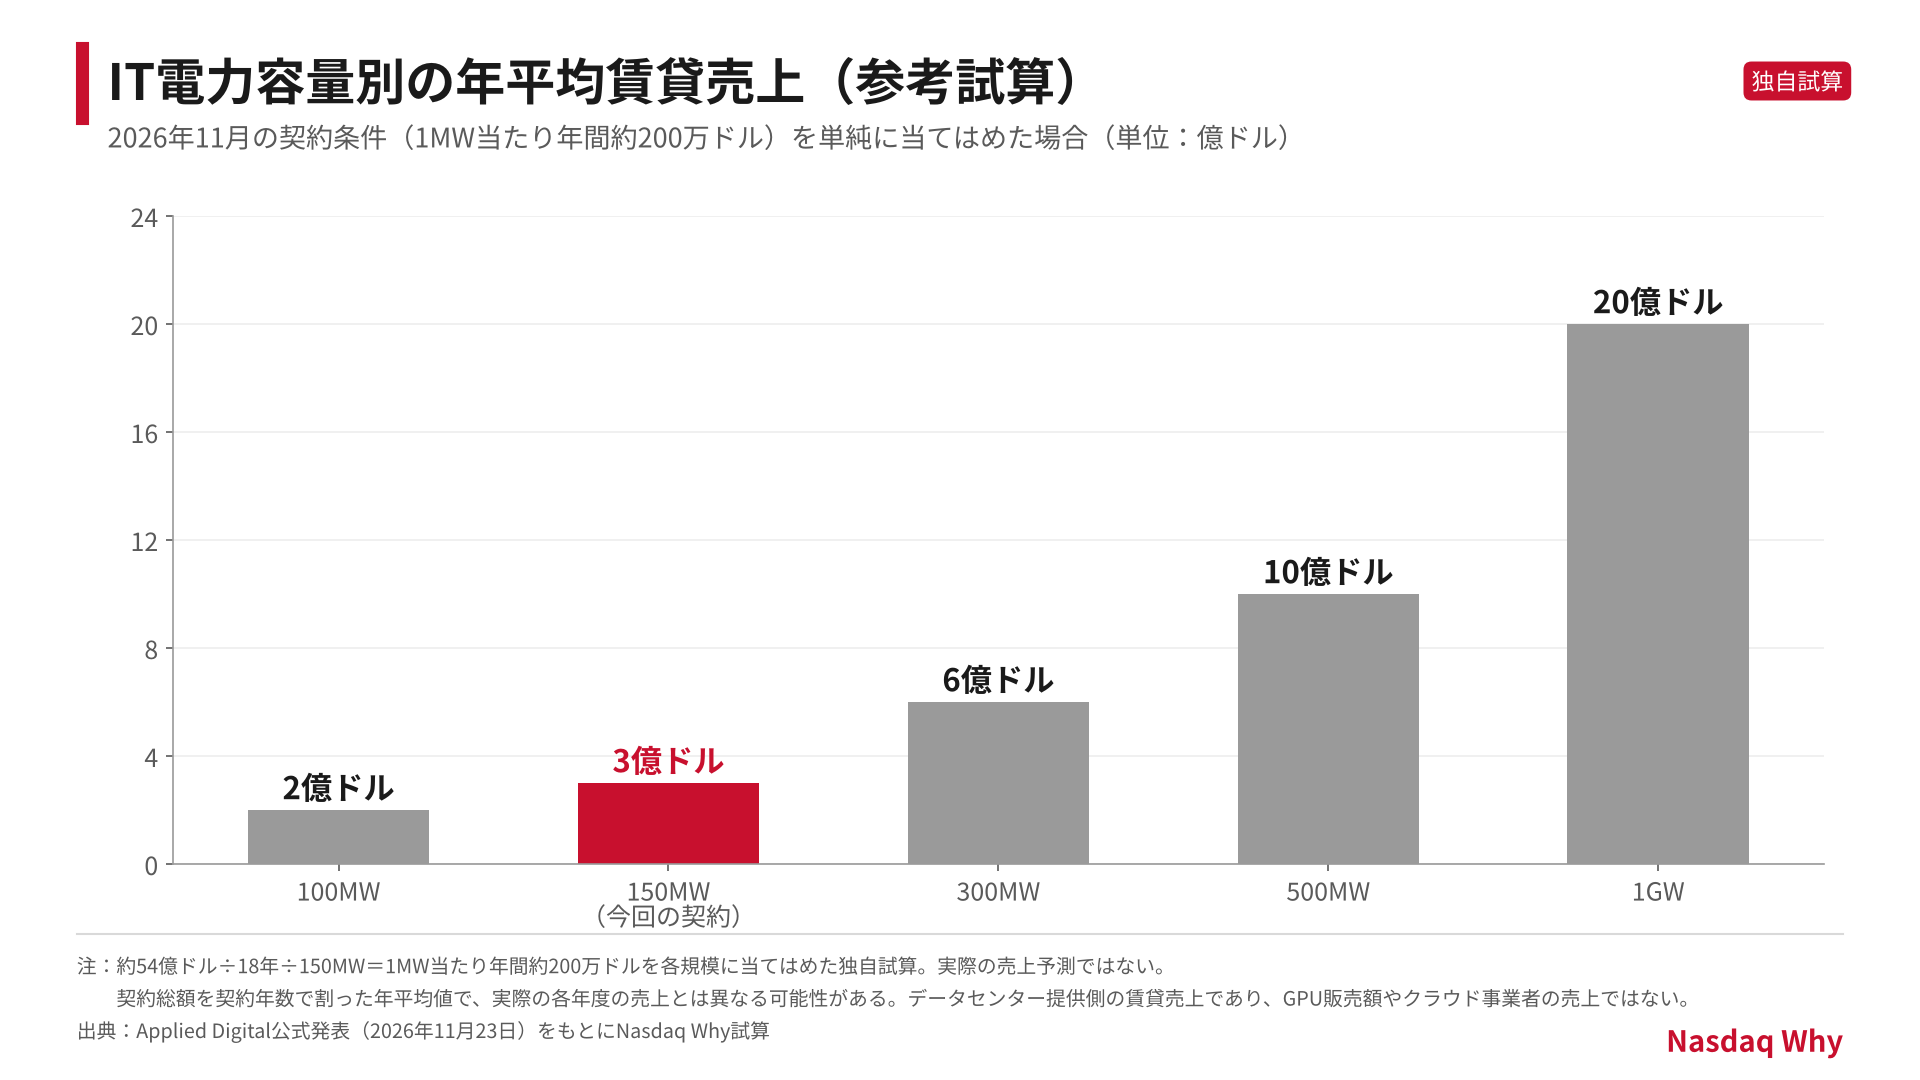 IT電力容量別の年平均賃貸売上（参考試算）
独自試算
2026年11月の契約条件（1MW当たり年間約200万ドル）を単純に当てはめた場合（単位：億ドル）
24
20
16
12
8
4
0
2億ドル
3億ドル
6億ドル
10億ドル
20億ドル
100MW
150MW
（今回の契約）
300MW
500MW
1GW
注：約54億ドル÷18年÷150MW＝1MW当たり年間約200万ドルを各規模に当てはめた独自試算。実際の売上予測ではない。
契約総額を契約年数で割った年平均値で、実際の各年度の売上とは異なる可能性がある。データセンター提供側の賃貸売上であり、GPU販売額やクラウド事業者の売上ではない。
出典：Applied Digital公式発表（2026年11月23日）をもとにNasdaq Why試算
Nasdaq Why